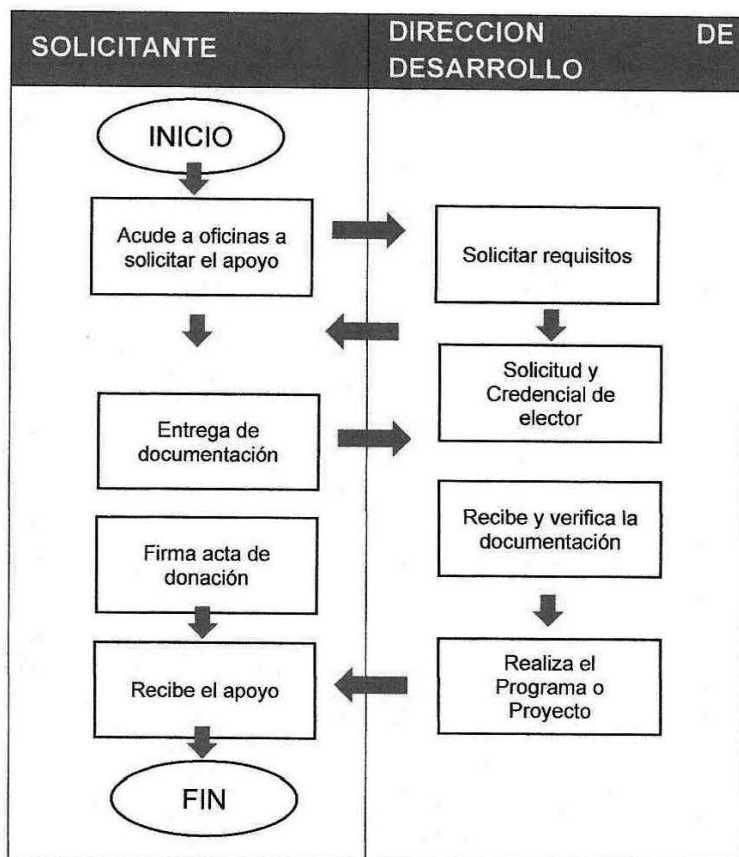 SOLICITANTE
DIRECCION DE
DESARROLLO
INICIO
Acude a oficinas a
solicitar el apoyo
Solicitar requisitos
Solicitud y
Credencial de
elector
Entrega de
documentación
Recibe y verifica la
documentación
Firma acta de
donación
Recibe el apoyo
Realiza el
Programa o
Proyecto
FIN